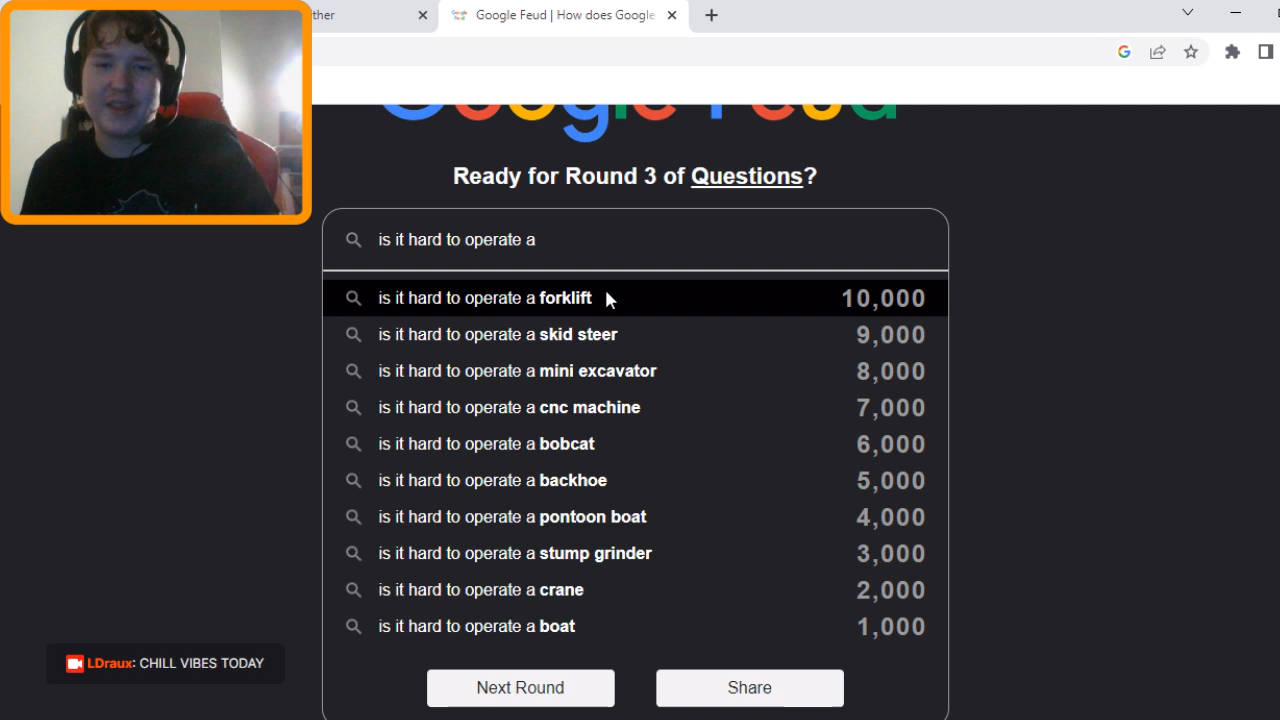 ther
Google Feud | How does Google
Google Feud
Ready for Round 3 of Questions?
is it hard to operate a
is it hard to operate a forklift 10,000
is it hard to operate a skid steer 9,000
is it hard to operate a mini excavator 8,000
is it hard to operate a cnc machine 7,000
is it hard to operate a bobcat 6,000
is it hard to operate a backhoe 5,000
is it hard to operate a pontoon boat 4,000
is it hard to operate a stump grinder 3,000
is it hard to operate a crane 2,000
is it hard to operate a boat 1,000
LDraux: CHILL VIBES TODAY
Next Round
Share